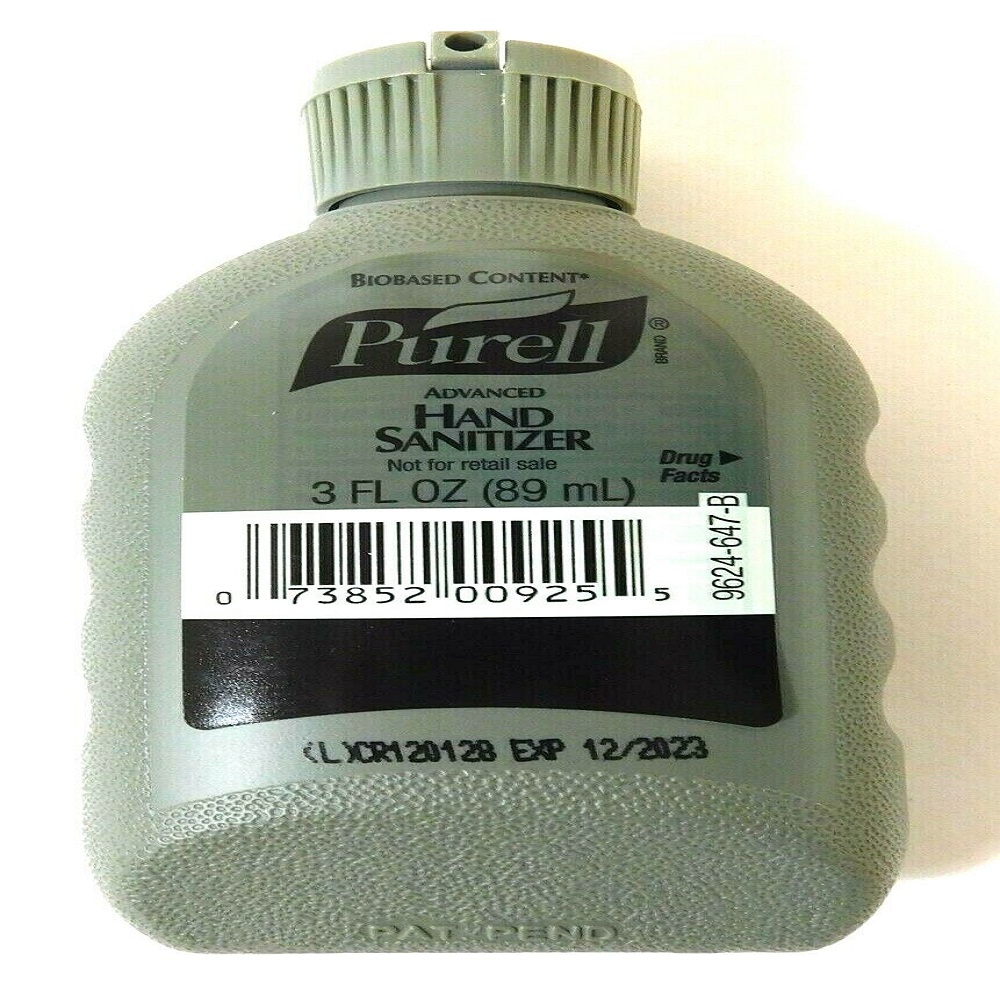 BIOBASED CONTENT*
Purell
® BRAND
ADVANCED
HAND
SANITIZER
Not for retail sale
Drug ►
Facts
3 FL OZ (89 mL)
9624-647-B
0 73852 00925 5
(L)CR120128 EXP 12/2023
PAT. PEND